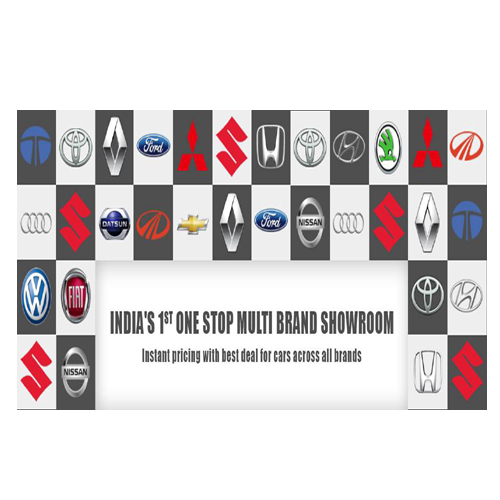 Ford
DATSUN
Ford
NISSAN
FIAT
INDIA'S 1ST ONE STOP MULTI BRAND SHOWROOM
Instant pricing with best deal for cars across all brands
NISSAN